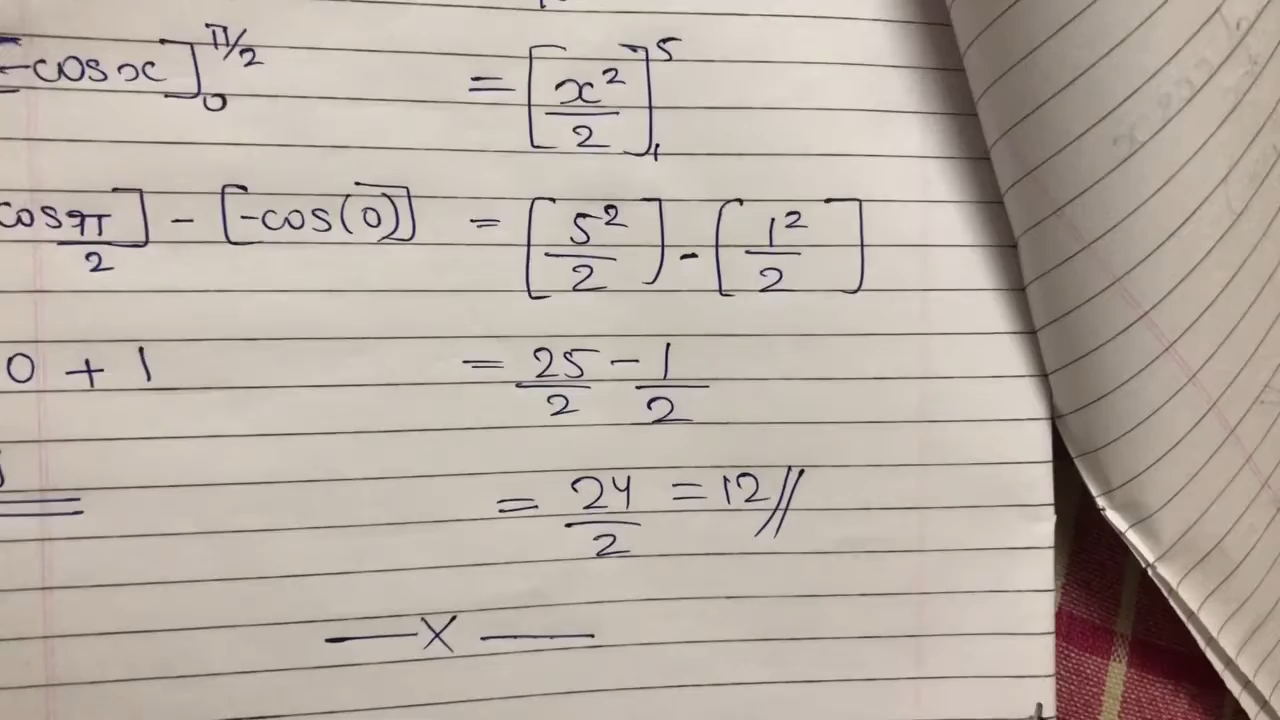 -cos x]₀^π/2
cos π/2] - [-cos(0)]
0 + 1
= [x²/2]₁⁵
= [5²/2] - [1²/2]
= 25/2 - 1/2
= 24/2 = 12//
— X —